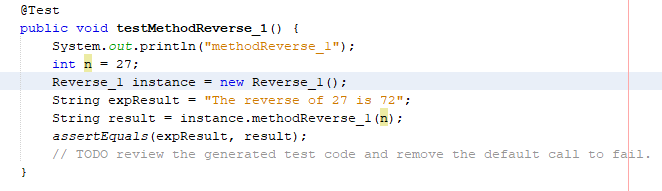 @Test
public void testMethodReverse_1() {
System.out.println("methodReverse_1");
int n = 27;
Reverse_1 instance = new Reverse_1();
String expResult = "The reverse of 27 is 72";
String result = instance.methodReverse_1(n);
assertEquals(expResult, result);
// TODO review the generated test code and remove the default call to fail.
}